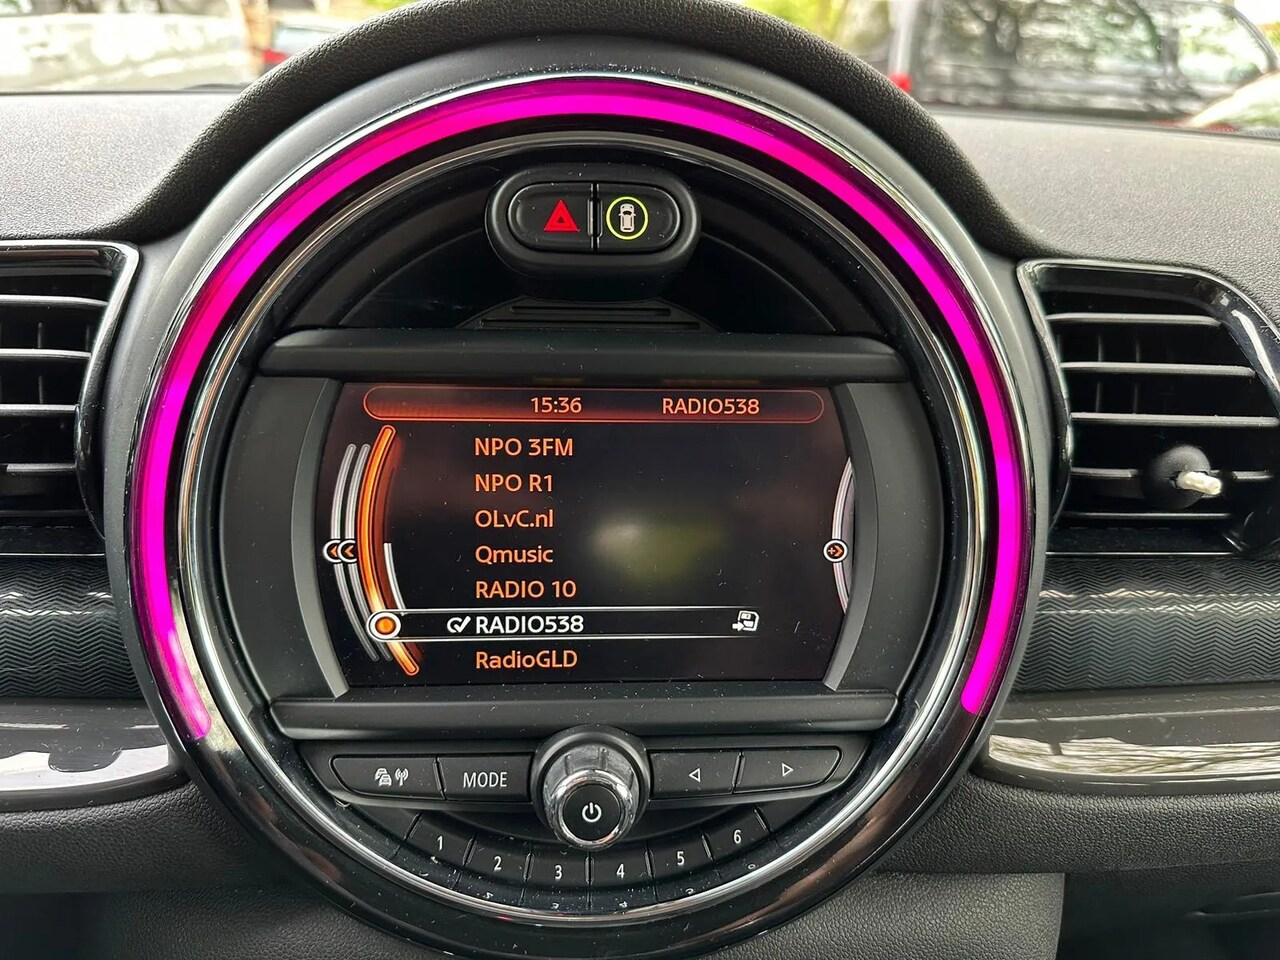 15:36 RADIO538
NPO 3FM
NPO R1
OLvC.nl
Qmusic
RADIO 10
RADIO538
RadioGLD
MODE
1 2 3 4 5 6